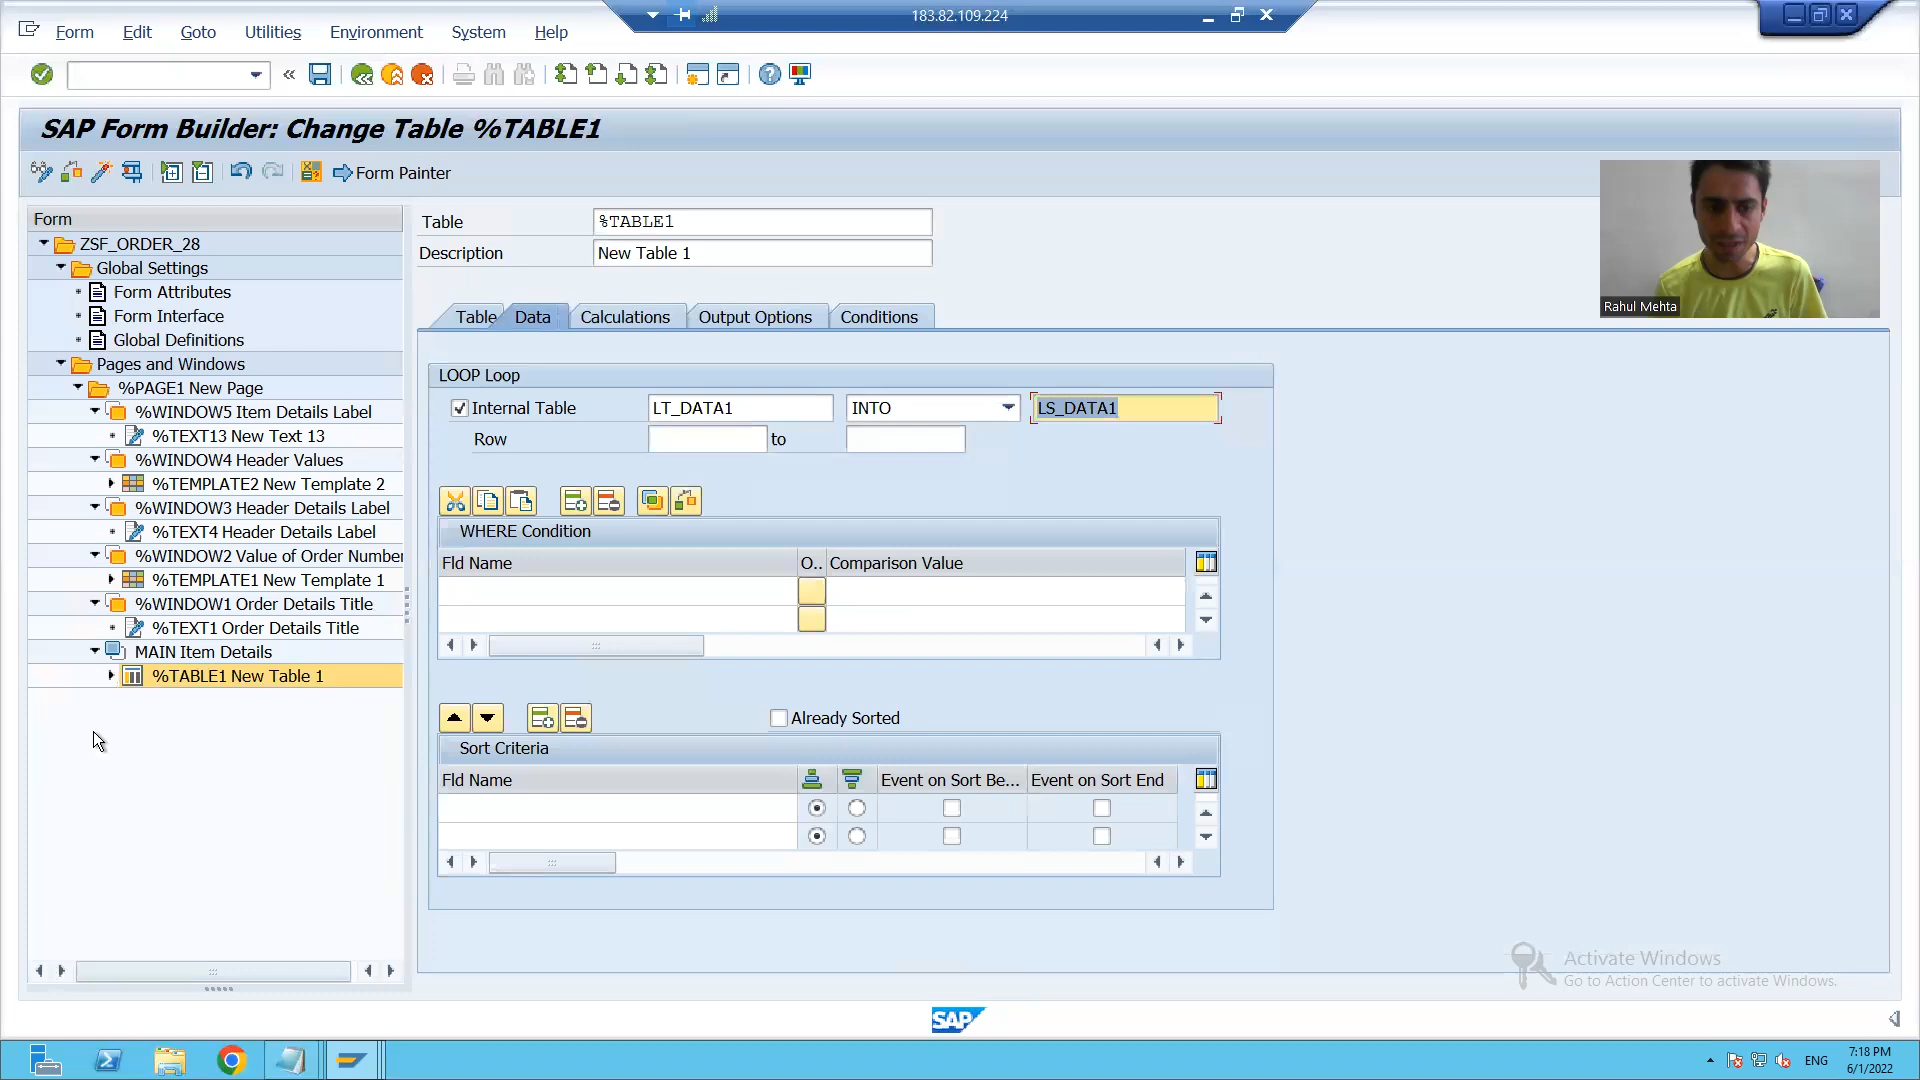 183.82.109.224
Form Edit Goto Utilities Environment System Help
SAP Form Builder: Change Table %TABLE1
Form Painter
Form
ZSF_ORDER_28
Global Settings
Form Attributes
Form Interface
Global Definitions
Pages and Windows
%PAGE1 New Page
%WINDOW5 Item Details Label
%TEXT13 New Text 13
%WINDOW4 Header Values
%TEMPLATE2 New Template 2
%WINDOW3 Header Details Label
%TEXT4 Header Details Label
%WINDOW2 Value of Order Number
%TEMPLATE1 New Template 1
%WINDOW1 Order Details Title
%TEXT1 Order Details Title
MAIN Item Details
%TABLE1 New Table 1
Table %TABLE1
Description New Table 1
Table Data Calculations Output Options Conditions
LOOP Loop
Internal Table LT_DATA1 INTO LS_DATA1
Row to
WHERE Condition
Fld Name O.. Comparison Value
Already Sorted
Sort Criteria
Fld Name Event on Sort Be... Event on Sort End
Rahul Mehta
Activate Windows
Go to Action Center to activate Windows.
SAP
ENG
7:18 PM
6/1/2022